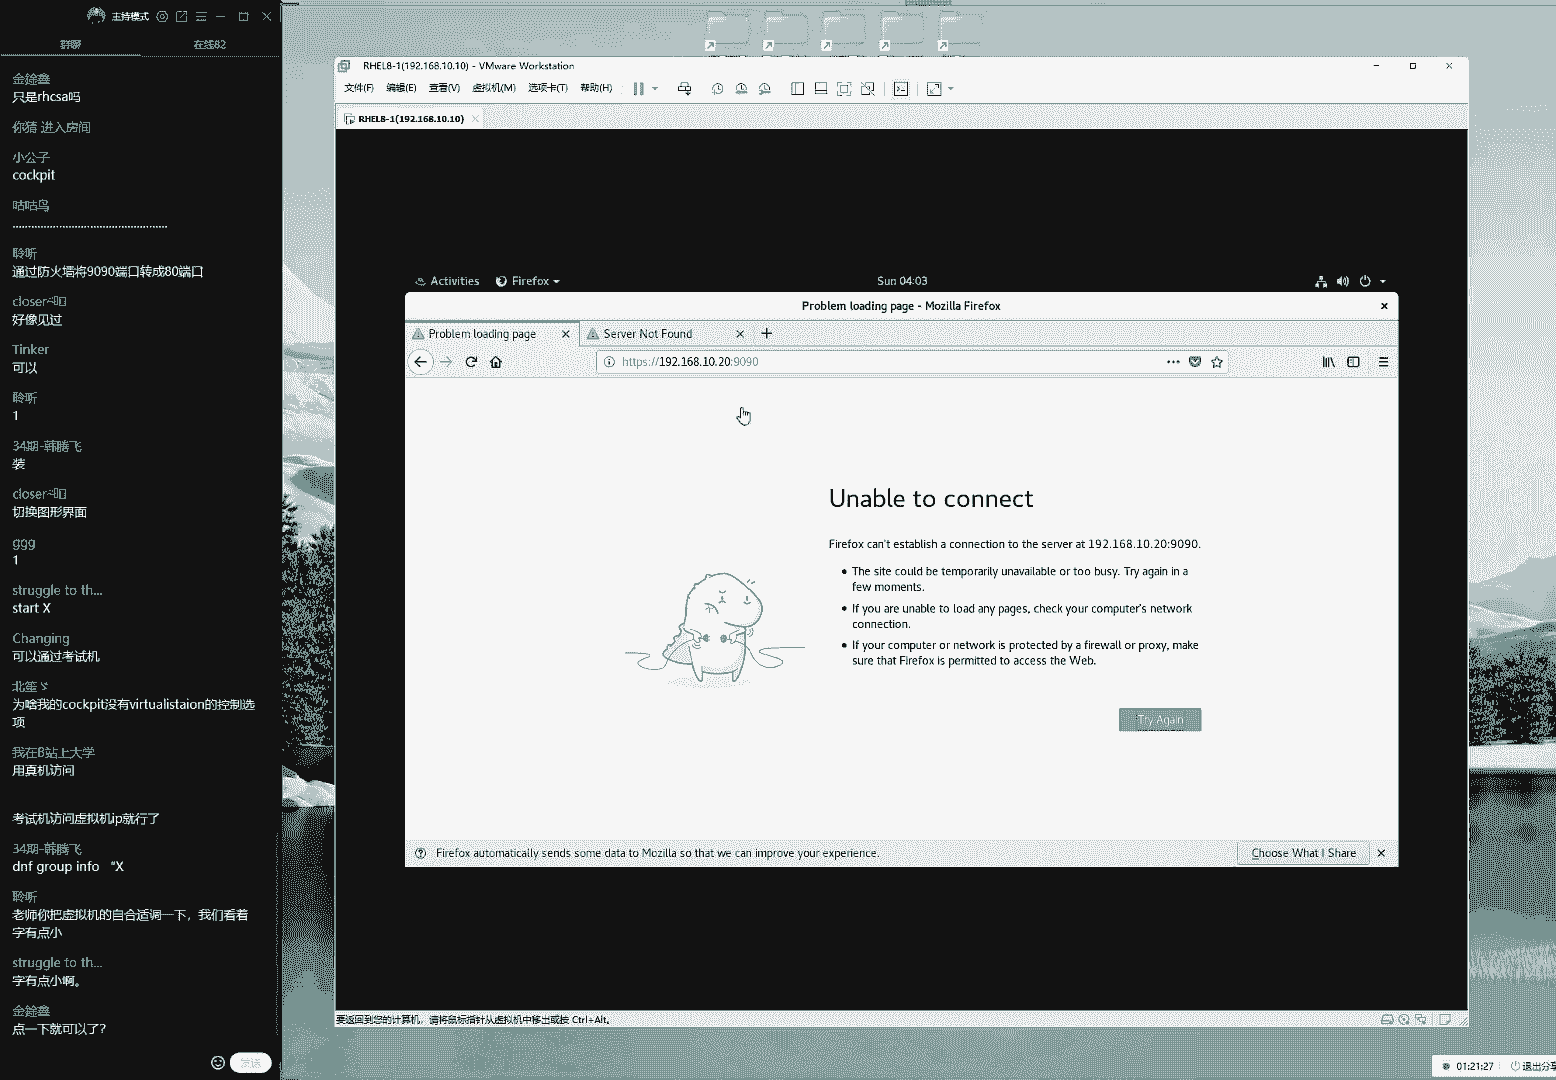 主持模式
群聊
在线82
金鍂鑫
只是rhcsa吗
你猜 进入房间
小公子
cockpit
咕咕鸟
聆听
通过防火墙将9090端口转成80端口
好像见过
Tinker
可以
聆听
1
34期-韩腾飞
装
切换图形界面
ggg
1
struggle to th...
start X
Changing
可以通过考试机
为啥我的cockpit没有virtualistaion的控制选
项
我在B站上大学
用真机访问
考试机访问虚拟机ip就行了
34期-韩腾飞
dnf group info “X
聆听
老师你把虚拟机的自合适调一下，我们看着
字有点小
struggle to th...
字有点小啊。
金鍂鑫
点一下就可以了?
发送
RHEL8-1(192.168.10.10) - VMware Workstation
文件(F) 编辑(E) 查看(V) 虚拟机(M) 选项卡(T) 帮助(H)
RHEL8-1(192.168.10.10)
Activities Firefox Sun 04:03
Problem loading page - Mozilla Firefox
Problem loading page
Server Not Found
https://192.168.10.20:9090
Unable to connect
Firefox can't establish a connection to the server at 192.168.10.20:9090.
The site could be temporarily unavailable or too busy. Try again in a
few moments.
If you are unable to load any pages, check your computer's network
connection.
If your computer or network is protected by a firewall or proxy, make
sure that Firefox is permitted to access the Web.
Try Again
Firefox automatically sends some data to Mozilla so that we can improve your experience.
Choose What I Share
要返回到您的计算机，请将鼠标指针从虚拟机中移出或按 Ctrl+Alt。
01:21:27
退出分享